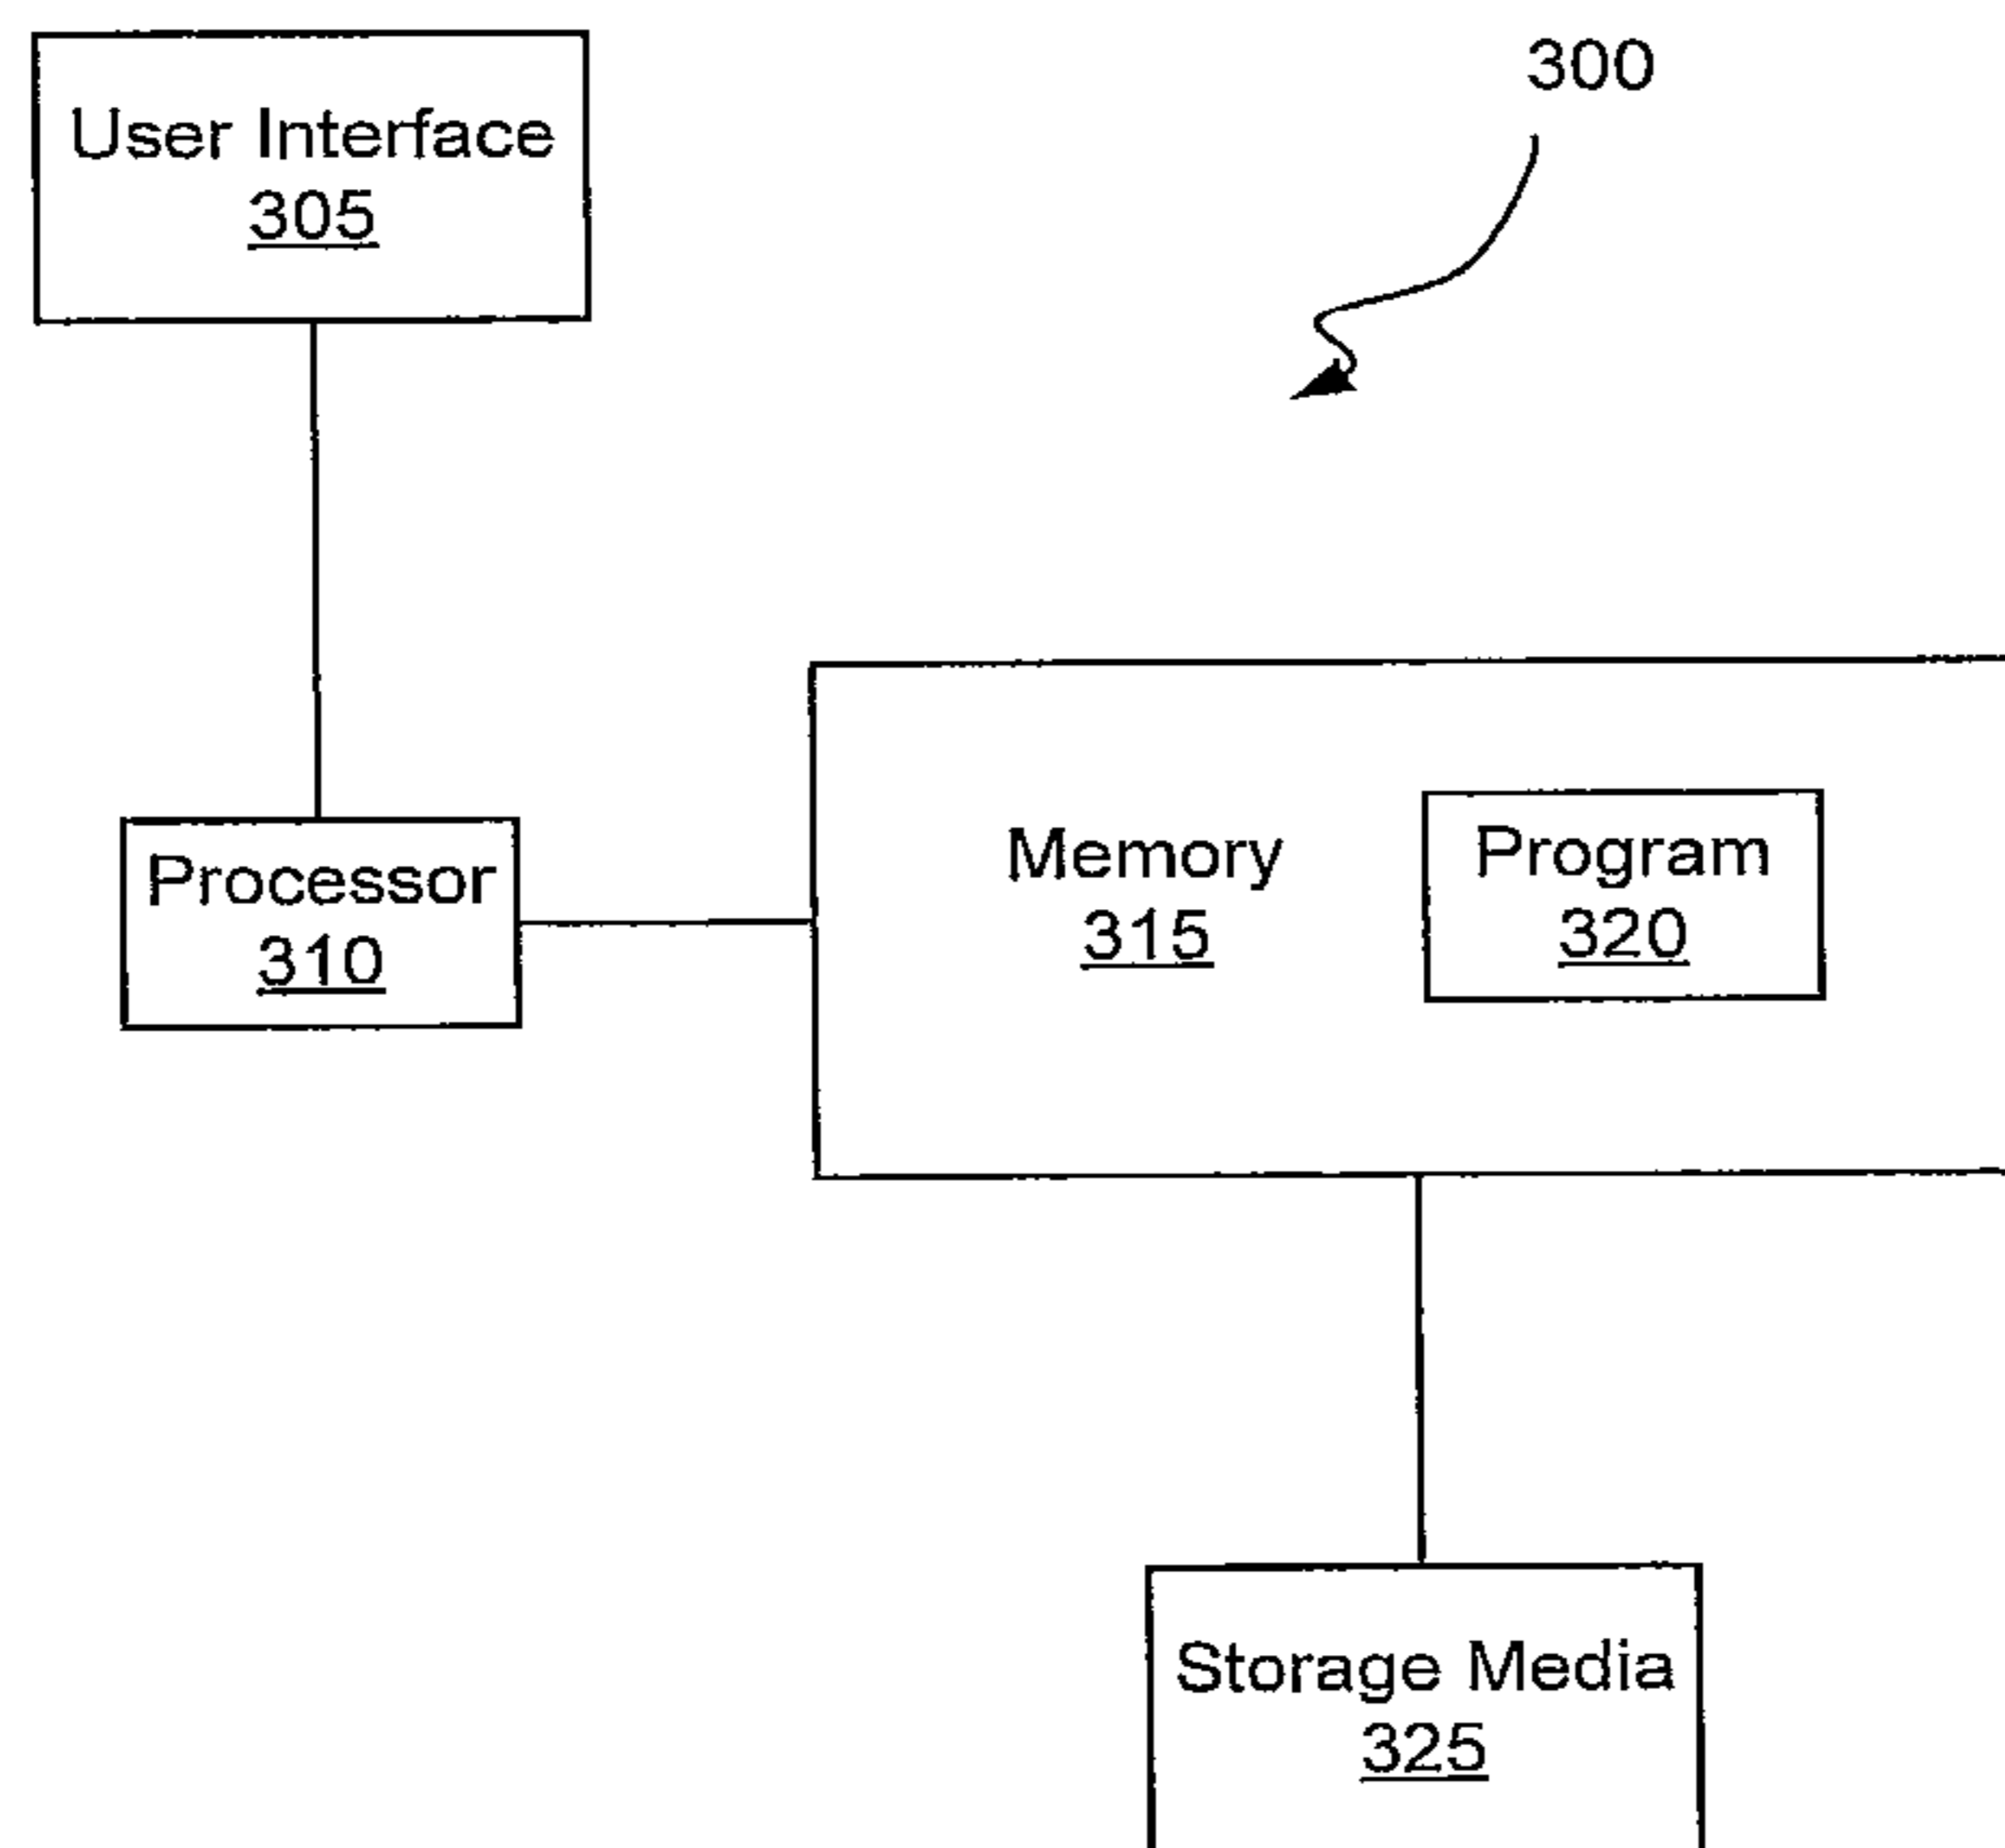 300
User Interface
305
Processor
310
Memory
315
Program
320
Storage Media
325